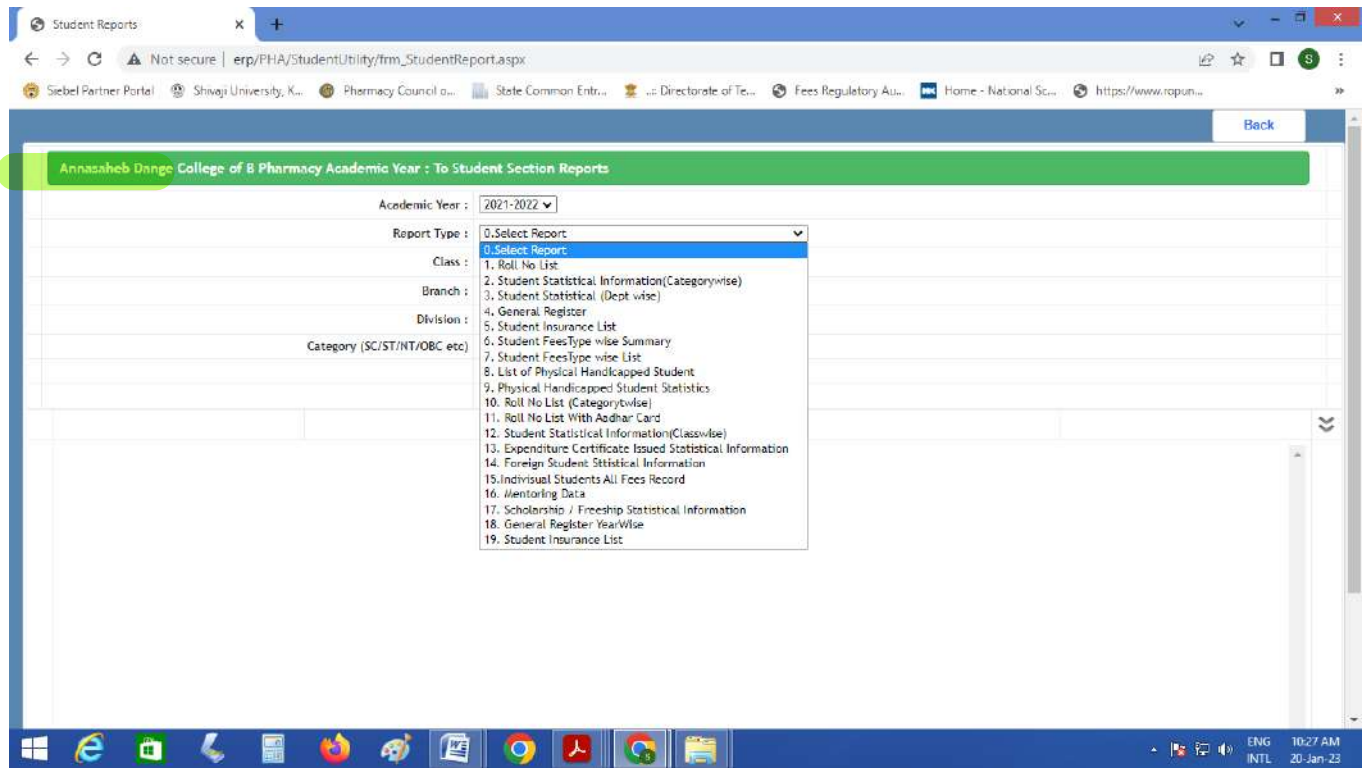 Student Reports
Not secure | erp/PHA/StudentUtility/frm_StudentReport.aspx
S
Siebel Partner Portal Shivaji University, K... Pharmacy Council o... State Common Entr... ..:: Directorate of Te... Fees Regulatory Au... Home - National Sc... https://www.ropun...
Back
Annasaheb Dange College of B Pharmacy Academic Year : To Student Section Reports
Academic Year : 2021-2022
Report Type : 0.Select Report
0.Select Report
Class : 1. Roll No List
2. Student Statistical Information(Categorywise)
Branch : 3. Student Statistical (Dept wise)
4. General Register
Division : 5. Student Insurance List
Category (SC/ST/NT/OBC etc) 6. Student FeesType wise Summary
7. Student FeesType wise List
8. List of Physical Handicapped Student
9. Physical Handicapped Student Statistics
10. Roll No List (Categorytwise)
11. Roll No List With Aadhar Card
12. Student Statistical Information(Classwise)
13. Expenditure Certificate Issued Statistical Information
14. Foreign Student Sttistical Information
15.Indivisual Students All Fees Record
16. Mentoring Data
17. Scholarship / Freeship Statistical Information
18. General Register YearWise
19. Student Insurance List
ENG 10:27 AM
INTL 20-Jan-23